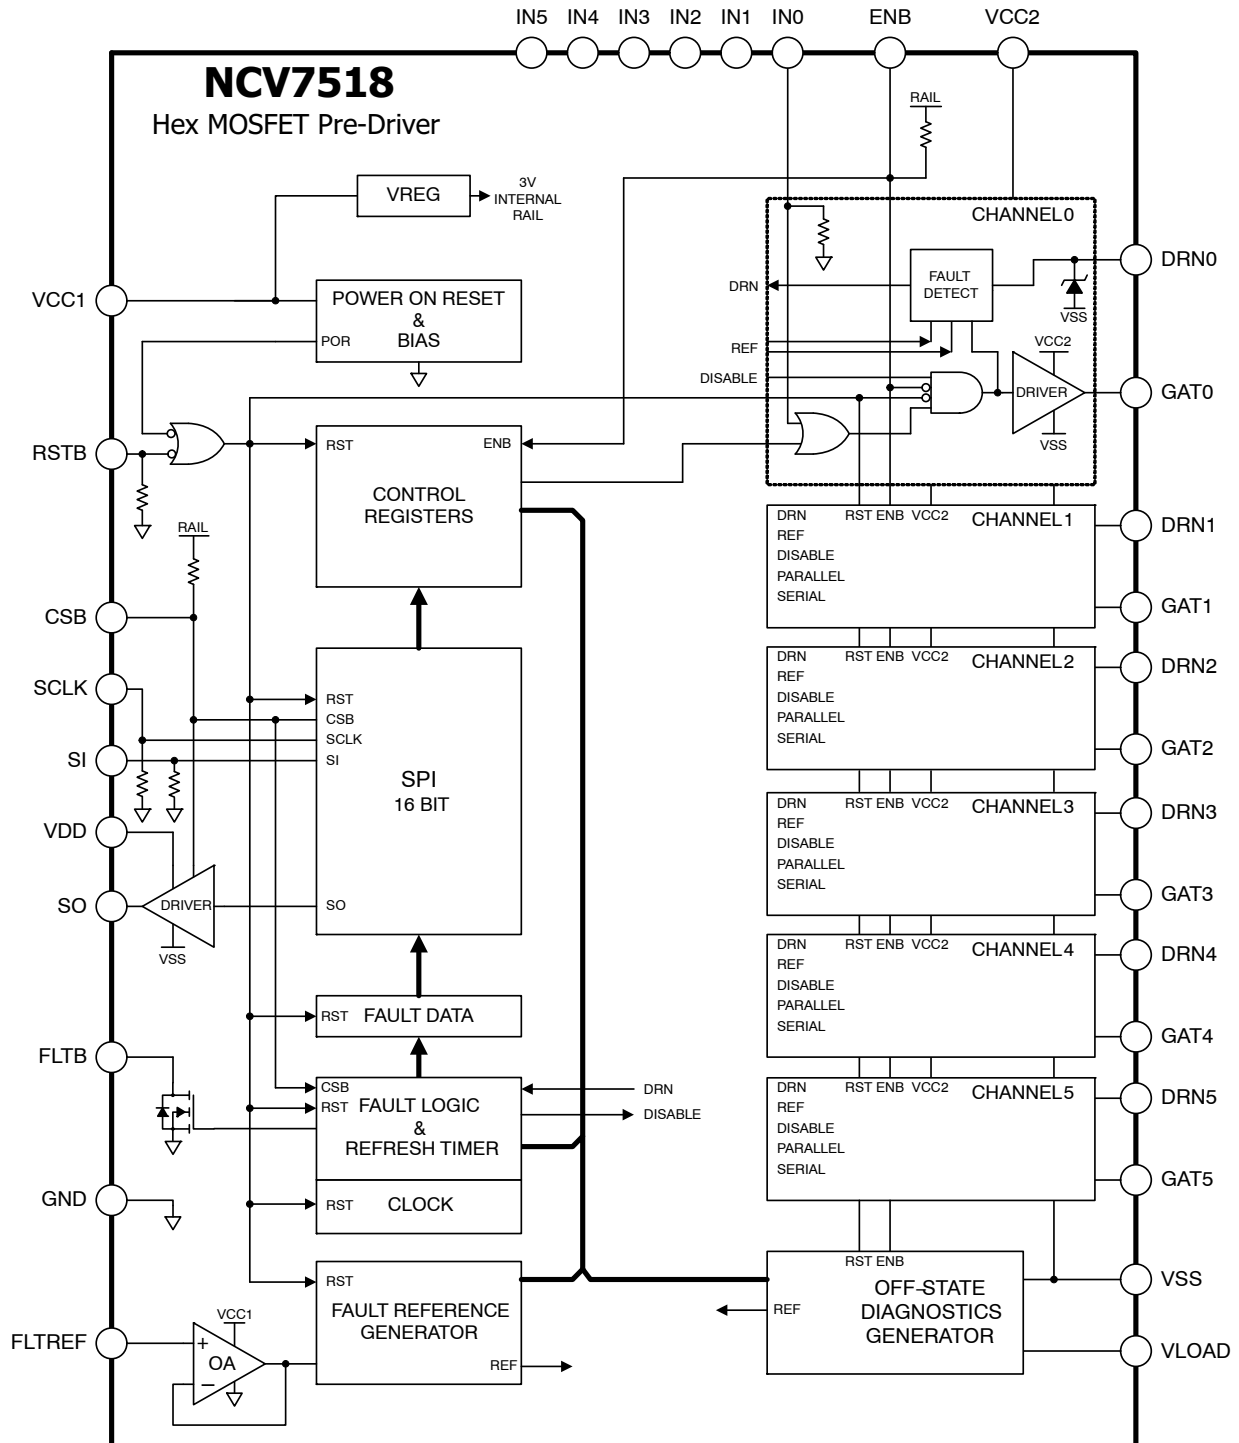 IN5 IN4 IN3 IN2 IN1 IN0 ENB VCC2
NCV7518
Hex MOSFET Pre-Driver
RAIL
VREG
3V
INTERNAL
RAIL
CHANNEL0
DRN0
FAULT
DETECT
DRN
VSS
VCC1
POWER ON RESET
&
BIAS
POR
REF
VCC2
DISABLE
DRIVER
GAT0
VSS
RSTB
RST
ENB
CONTROL
REGISTERS
RAIL
DRN
REF
DISABLE
PARALLEL
SERIAL
RST ENB VCC2
CHANNEL1
DRN1
GAT1
CSB
SCLK
SI
RST
CSB
SCLK
SI
SPI
16 BIT
DRN
REF
DISABLE
PARALLEL
SERIAL
RST ENB VCC2
CHANNEL2
DRN2
GAT2
VDD
SO
DRIVER
VSS
SO
DRN
REF
DISABLE
PARALLEL
SERIAL
RST ENB VCC2
CHANNEL3
DRN3
GAT3
RST
FAULT DATA
DRN
REF
DISABLE
PARALLEL
SERIAL
RST ENB VCC2
CHANNEL4
DRN4
GAT4
FLTB
CSB
RST
FAULT LOGIC
&
REFRESH TIMER
DRN
DISABLE
DRN
REF
DISABLE
PARALLEL
SERIAL
RST ENB VCC2
CHANNEL5
DRN5
GAT5
GND
RST
CLOCK
RST
FAULT REFERENCE
GENERATOR
REF
RST ENB
OFF-STATE
DIAGNOSTICS
GENERATOR
REF
VSS
VLOAD
FLTREF
VCC1
+
OA
−